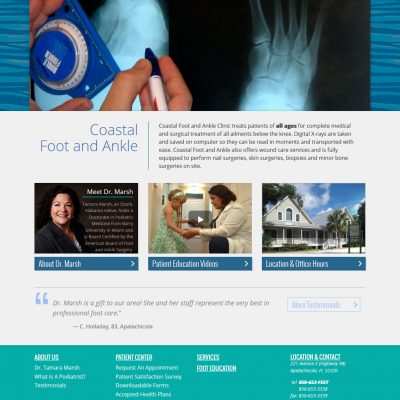 Coastal
Foot and Ankle
Coastal Foot and Ankle Clinic treats patients of all ages for complete medical
and surgical treatment of all ailments below the knee. Digital X-rays are taken
and saved on computer so they can be read in moments and transported with
ease. Coastal Foot and Ankle also offers wound care services and is fully
equipped to perform nail surgeries, skin surgeries, biopsies and minor bone
surgeries on site.
Meet Dr. Marsh
Tamara Marsh, an Ozark,
Alabama native, holds a
Doctorate in Podiatric
Medicine from Barry
University in Miami and
is Board Certified by the
American Board of Foot
and Ankle Surgery.
About Dr. Marsh
Patient Education Videos
Location & Office Hours
Dr. Marsh is a gift to our area! She and her staff represent the very best in
professional foot care."
— C. Holladay, 83, Apalachicola
More Testimonials
ABOUT US
Dr. Tamara Marsh
What Is A Podiatrist?
Testimonials
PATIENT CENTER
Request An Appointment
Patient Satisfaction Survey
Downloadable Forms
Accepted Health Plans
SERVICES
FOOT EDUCATION
LOCATION & CONTACT
221 Avenue E (Highway 98)
Apalachicola, FL 32320
tel 850-653-FEET
850-653-3338
fax 850-653-3339